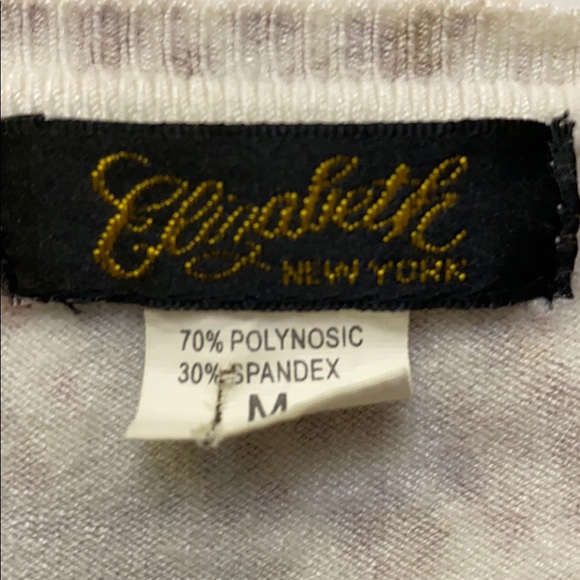 Elizabeth
NEW YORK
70% POLYNOSIC
30% SPANDEX
M